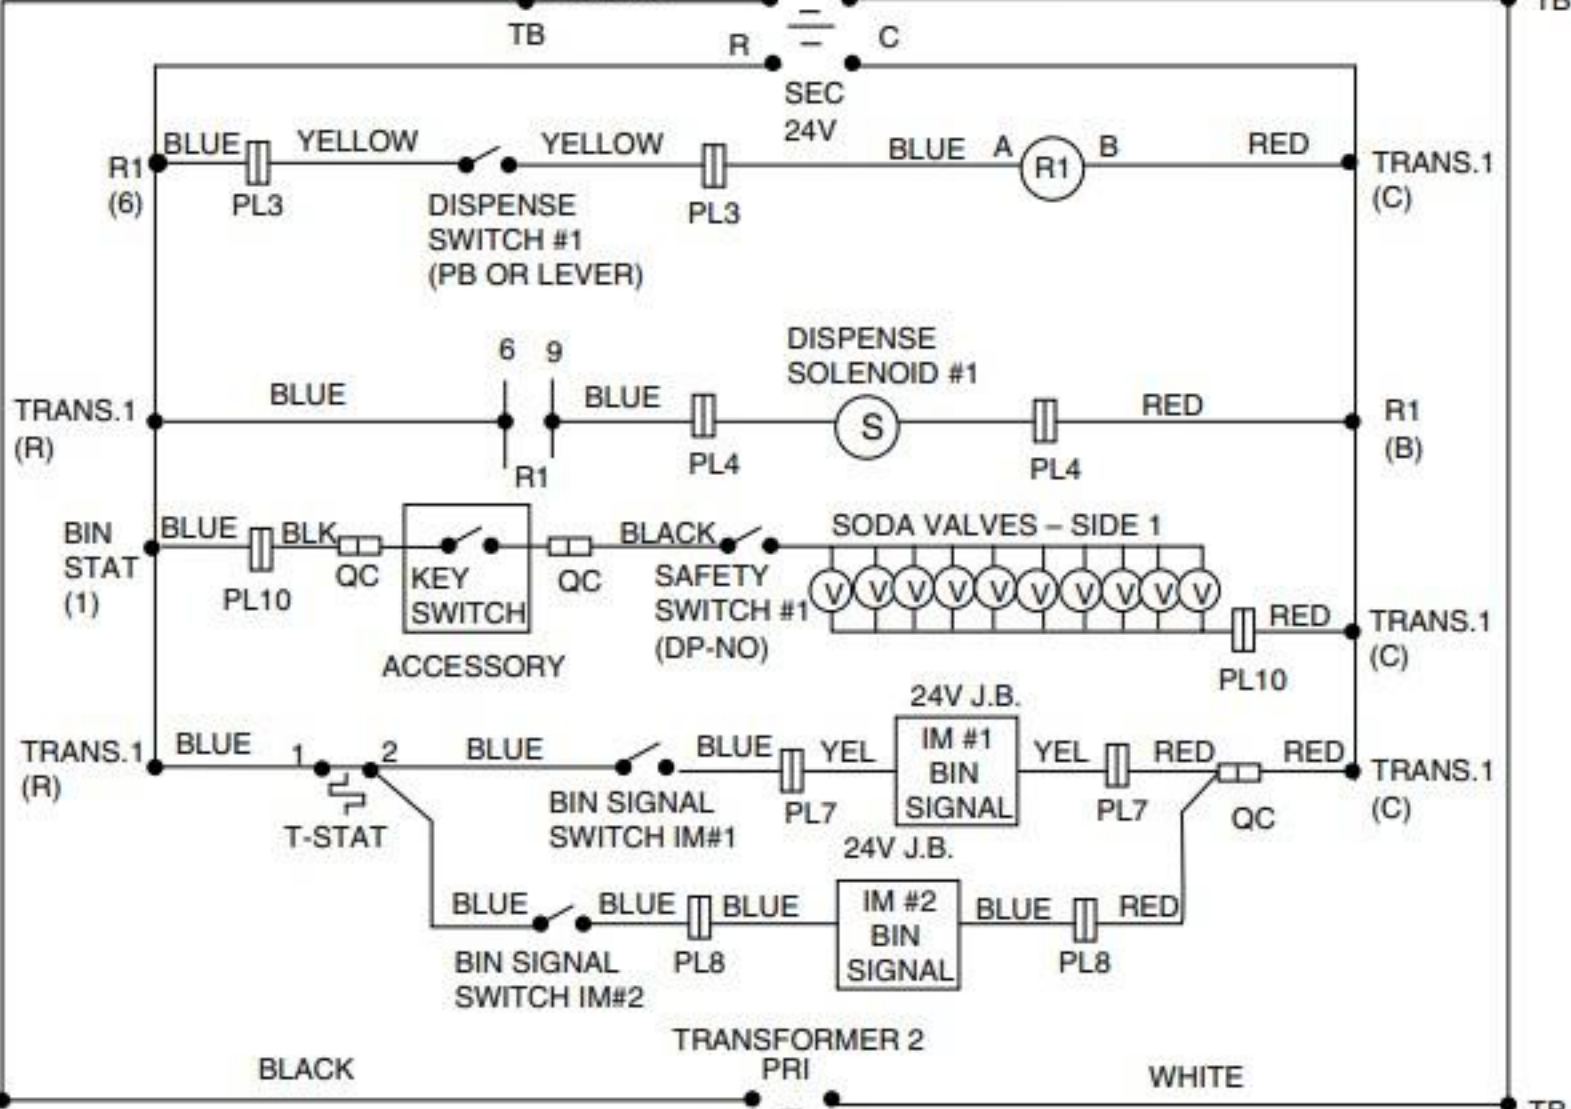 TB
TB
R
C
SEC
24V
BLUE
YELLOW
YELLOW
BLUE
A
R1
B
RED
R1
(6)
PL3
DISPENSE
SWITCH #1
(PB OR LEVER)
PL3
TRANS.1
(C)
DISPENSE
SOLENOID #1
6
9
BLUE
BLUE
RED
TRANS.1
(R)
R1
PL4
S
PL4
R1
(B)
BIN
STAT
(1)
BLUE
BLK
BLACK
SODA VALVES – SIDE 1
PL10
QC
KEY
SWITCH
QC
SAFETY
SWITCH #1
(DP-NO)
V V V V V V V V V V
RED
TRANS.1
(C)
ACCESSORY
PL10
24V J.B.
TRANS.1
(R)
BLUE
1
2
BLUE
BLUE
YEL
IM #1
BIN
SIGNAL
YEL
RED
RED
TRANS.1
(C)
T-STAT
BIN SIGNAL
SWITCH IM#1
PL7
PL7
QC
24V J.B.
BLUE
BLUE
BLUE
IM #2
BIN
SIGNAL
BLUE
RED
BIN SIGNAL
SWITCH IM#2
PL8
PL8
TRANSFORMER 2
BLACK
PRI
WHITE
TB